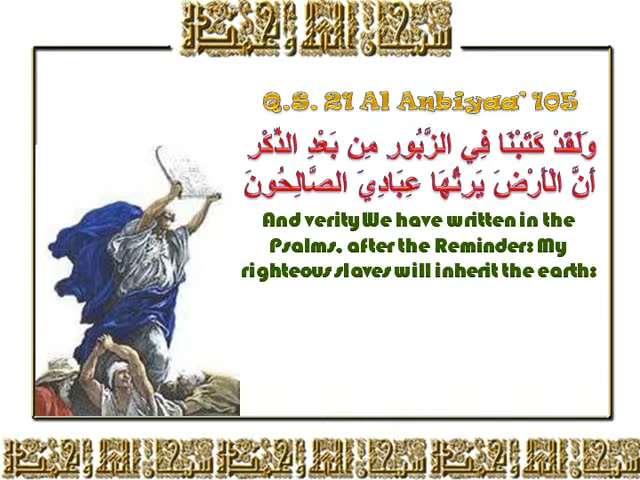 Q.S. 21 Al Anbiyaa` 105
وَلَقَدْ كَتَبْنَا فِي الزَّبُورِ مِن بَعْدِ الذِّكْرِ
أَنَّ الْأَرْضَ يَرِثُهَا عِبَادِيَ الصَّالِحُونَ
And verity We have written in the
Psalms, after the Reminder: My
righteous slaves will inherit the earth: